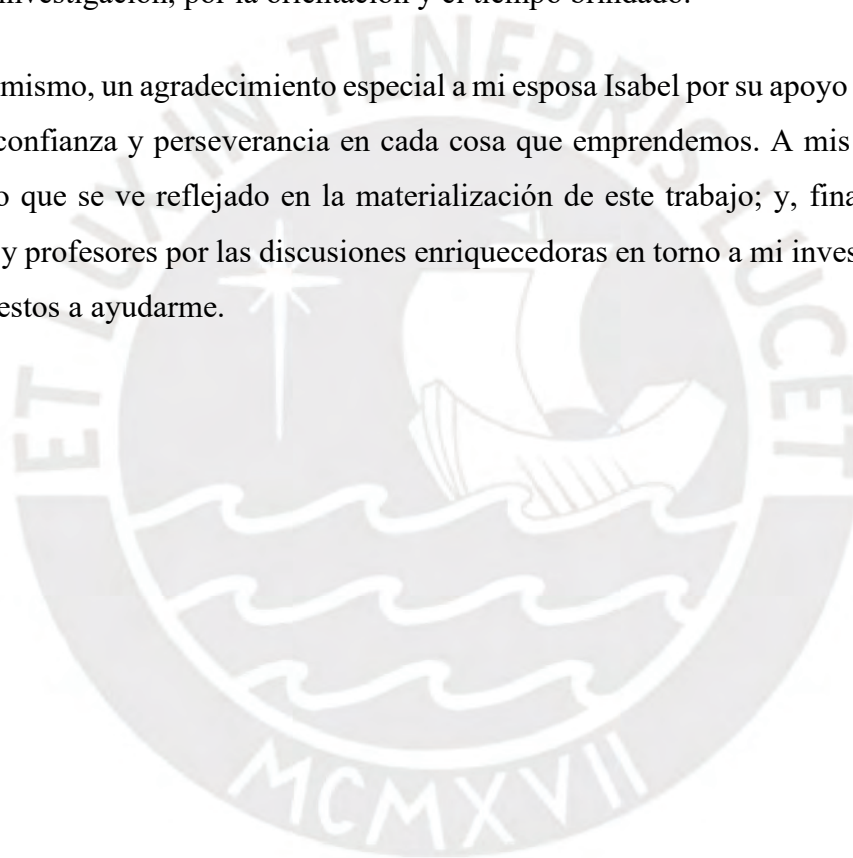 investigación, por la orientación y el tiempo brindado.
mismo, un agradecimiento especial a mi esposa Isabel por su apoyo
confianza y perseverancia en cada cosa que emprendemos. A mis
o que se ve reflejado en la materialización de este trabajo; y, fina
y profesores por las discusiones enriquecedoras en torno a mi inves
estos a ayudarme.
ET LUX IN TENEBRIS LUCET
MCMXVII